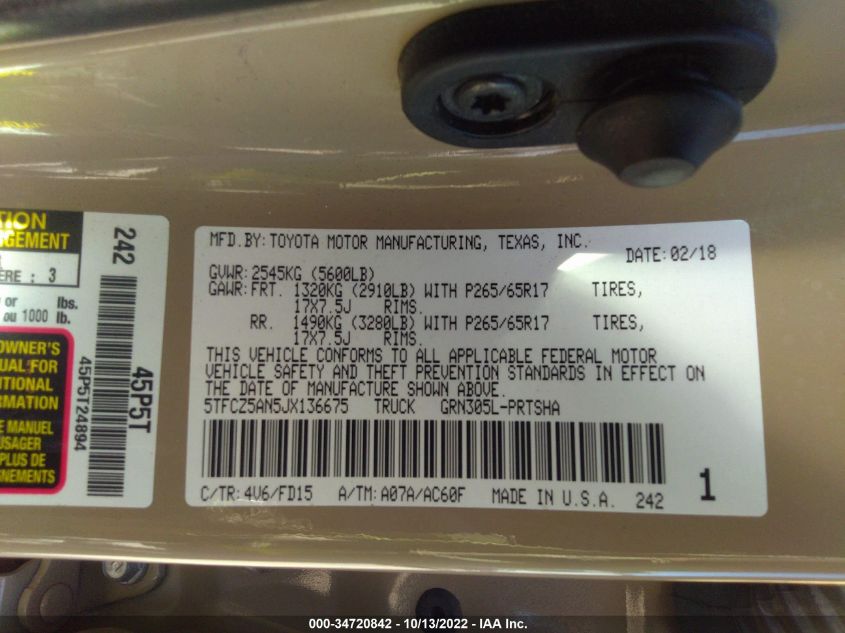 TION
GEMENT
ERE : 3
or lbs.
ou 1000 lb.
OWNER'S
UAL FOR
ITIONAL
RMATION
E MANUEL
USAGER
PLUS DE
GNEMENTS
242
45P5T
45P5T24894
MFD.BY:TOYOTA MOTOR MANUFACTURING, TEXAS, INC.
DATE:02/18
GVWR:2545KG (5600LB)
GAWR:FRT. 1320KG (2910LB) WITH P265/65R17 TIRES,
17X7.5J RIMS.
RR. 1490KG (3280LB) WITH P265/65R17 TIRES,
17X7.5J RIMS.
THIS VEHICLE CONFORMS TO ALL APPLICABLE FEDERAL MOTOR
VEHICLE SAFETY AND THEFT PREVENTION STANDARDS IN EFFECT ON
THE DATE OF MANUFACTURE SHOWN ABOVE.
5TFCZ5AN5JX136675 TRUCK GRN305L-PRTSHA
C/TR:4V6/FD15 A/TM:A07A/AC60F MADE IN U.S.A. 242
1
000-34720842 - 10/13/2022 - IAA Inc.